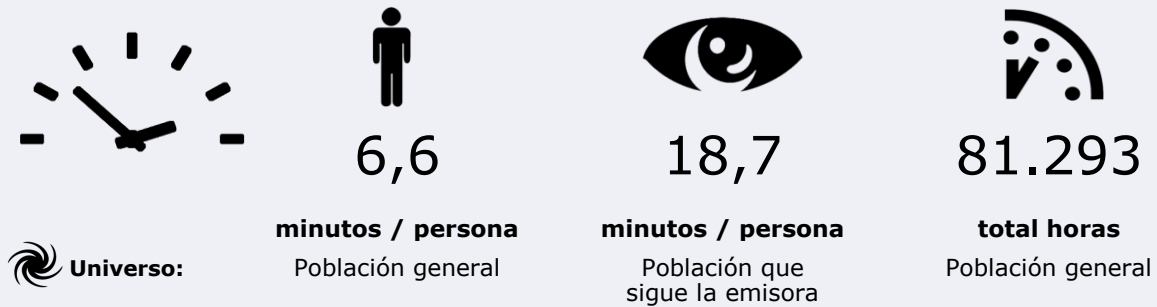 6,6
18,7
81.293
minutos / persona
minutos / persona
total horas
Universo:
Población general
Población que
sigue la emisora
Población general